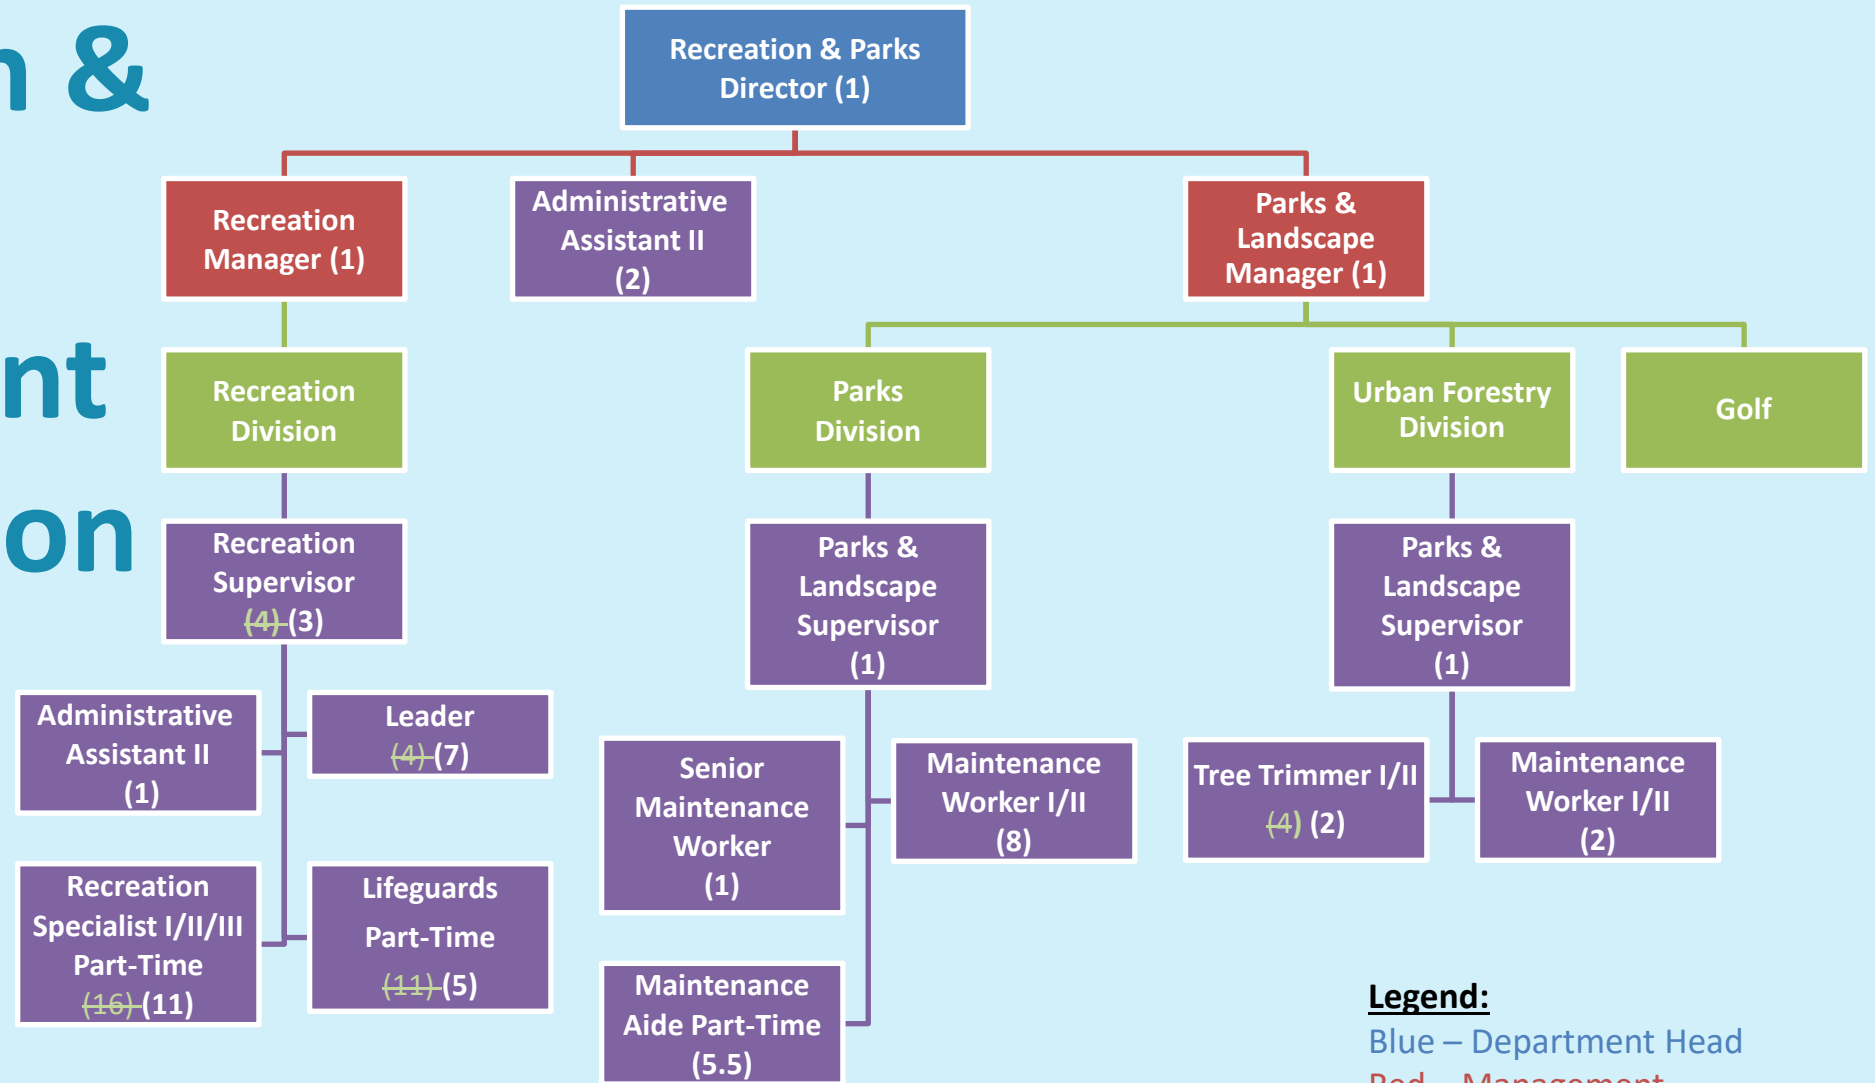 n &
nt
on
Recreation & Parks
Director (1)
Recreation
Manager (1)
Administrative
Assistant II
(2)
Parks &
Landscape
Manager (1)
Recreation
Division
Parks
Division
Urban Forestry
Division
Golf
Recreation
Supervisor
(4) (3)
Parks &
Landscape
Supervisor
(1)
Parks &
Landscape
Supervisor
(1)
Administrative
Assistant II
(1)
Leader
(4) (7)
Senior
Maintenance
Worker
(1)
Maintenance
Worker I/II
(8)
Tree Trimmer I/II
(4) (2)
Maintenance
Worker I/II
(2)
Recreation
Specialist I/II/III
Part-Time
(16) (11)
Lifeguards
Part-Time
(11) (5)
Maintenance
Aide Part-Time
(5.5)
Legend:
Blue – Department Head
Red – Management